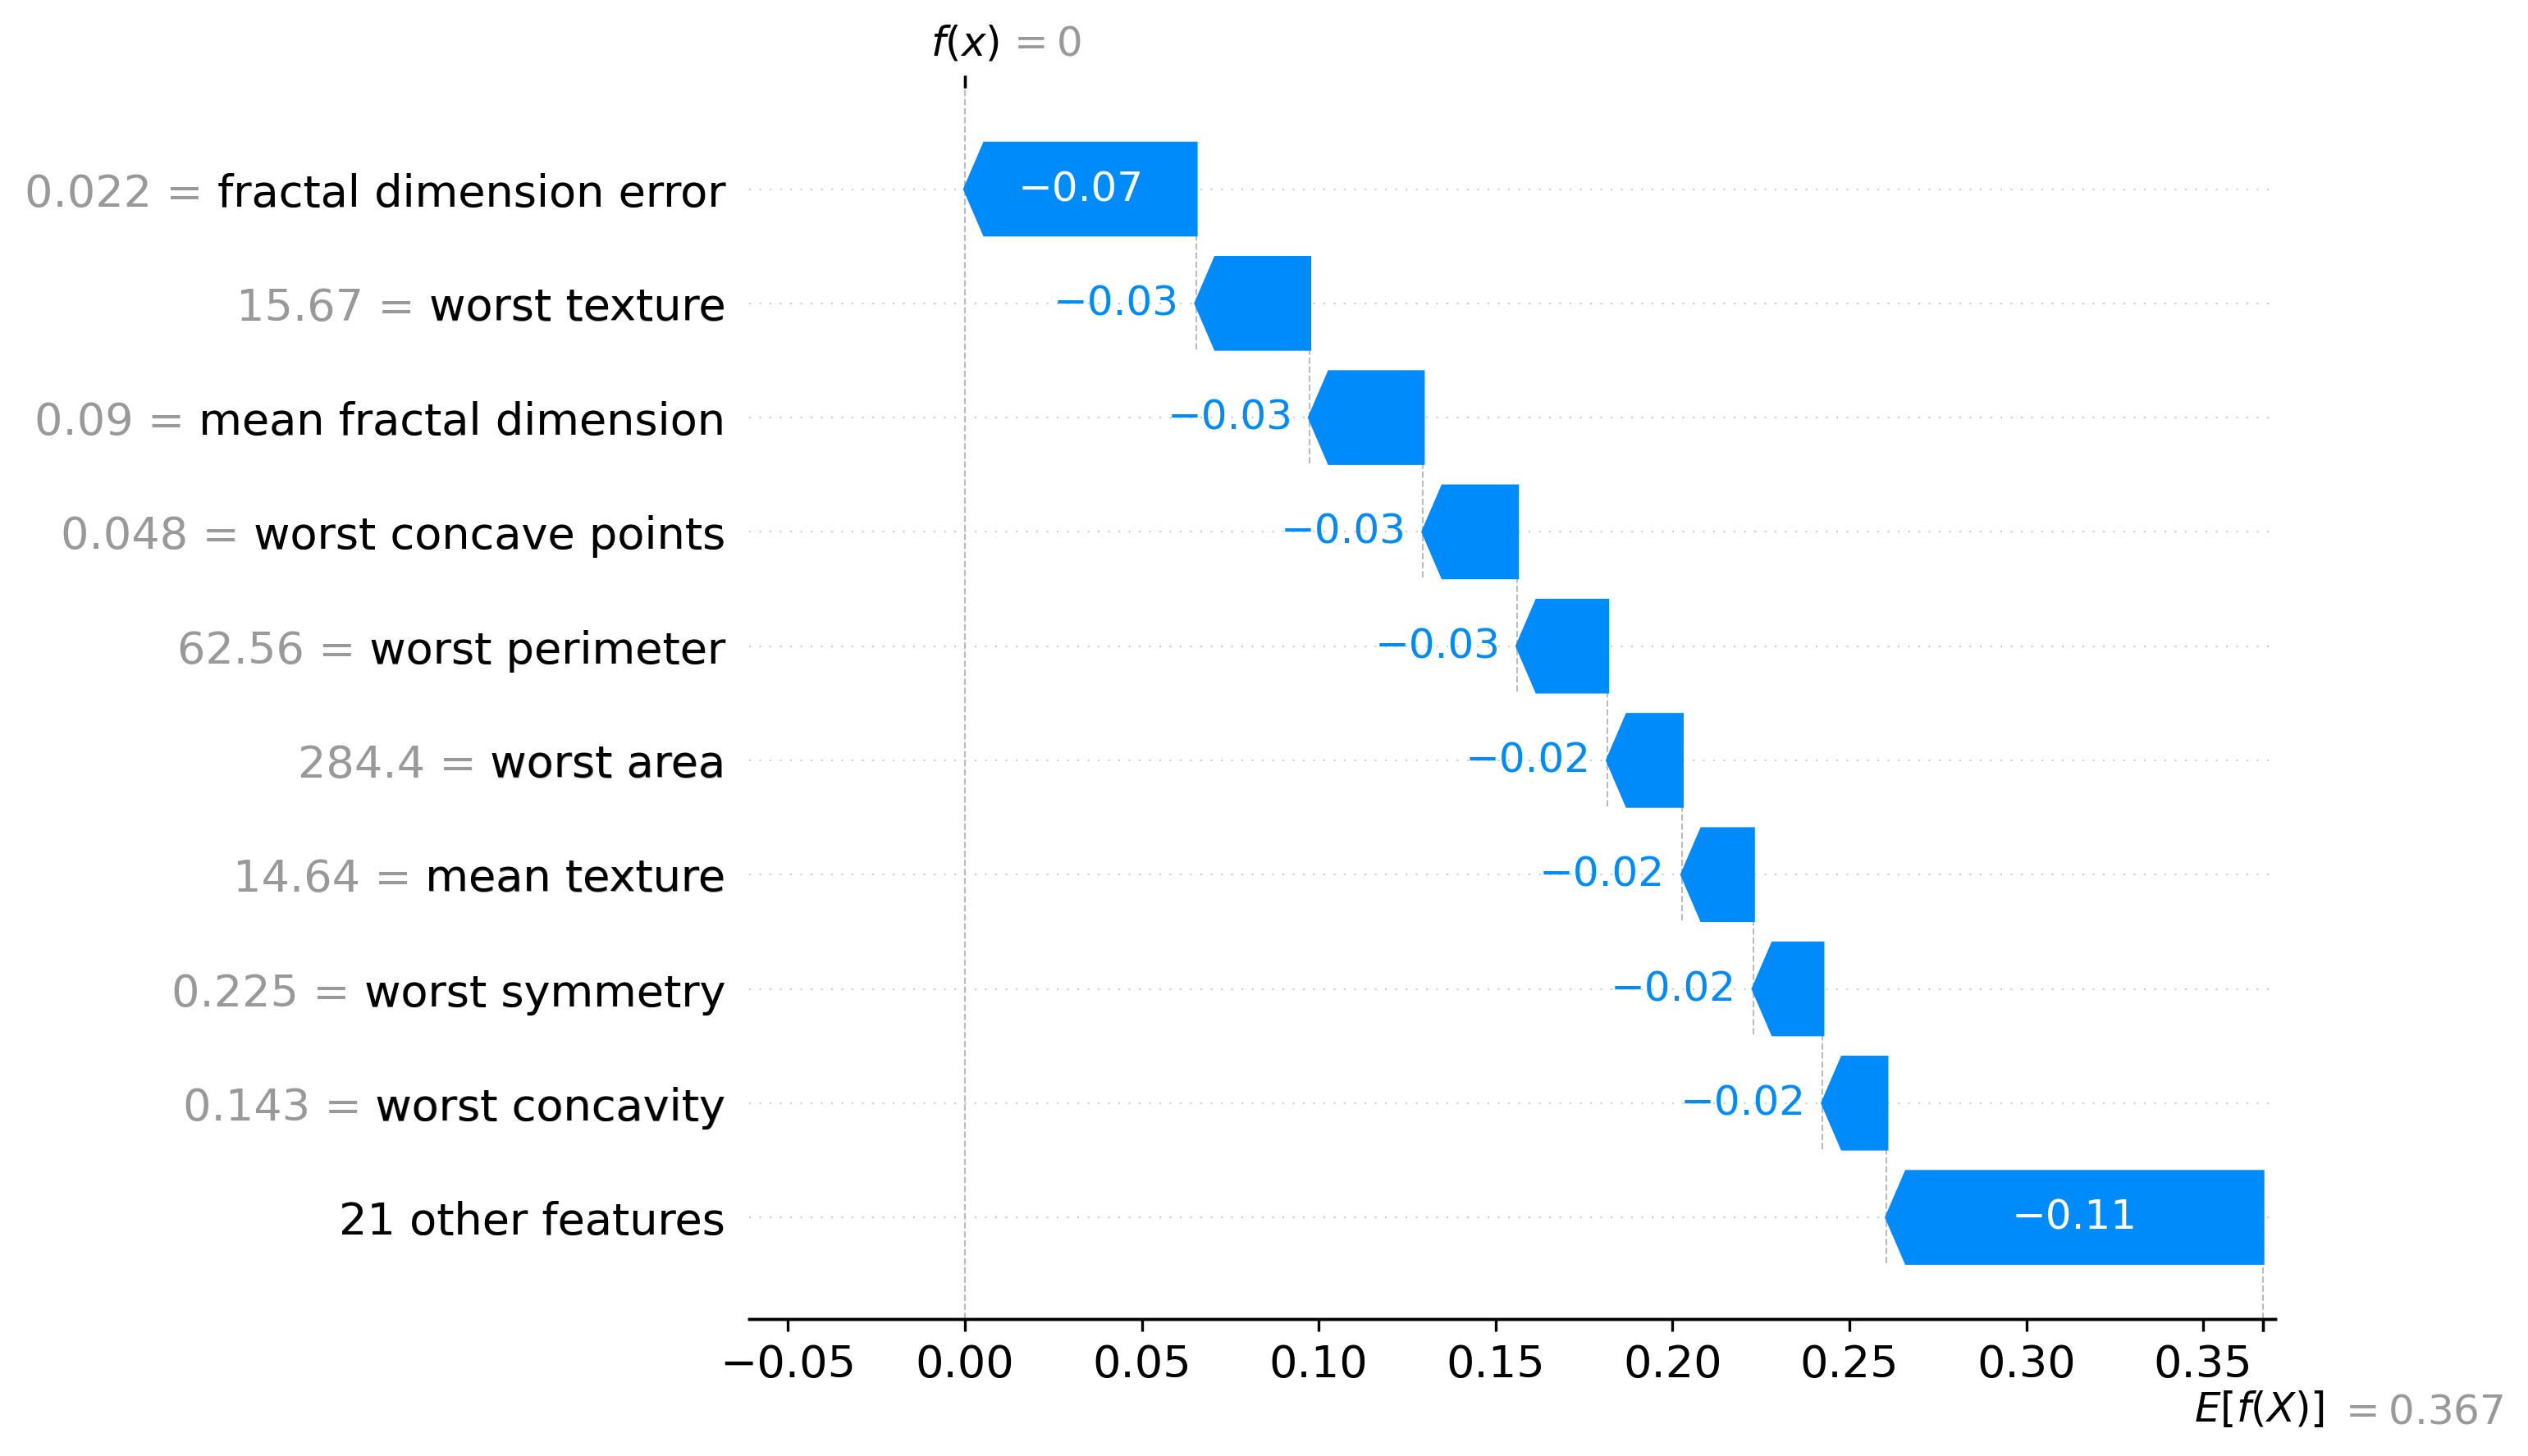 f(x) = 0
0.022 = fractal dimension error −0.07
15.67 = worst texture −0.03
0.09 = mean fractal dimension −0.03
0.048 = worst concave points −0.03
62.56 = worst perimeter −0.03
284.4 = worst area −0.02
14.64 = mean texture −0.02
0.225 = worst symmetry −0.02
0.143 = worst concavity −0.02
21 other features −0.11
−0.05 0.00 0.05 0.10 0.15 0.20 0.25 0.30 0.35
E[f(X)] = 0.367